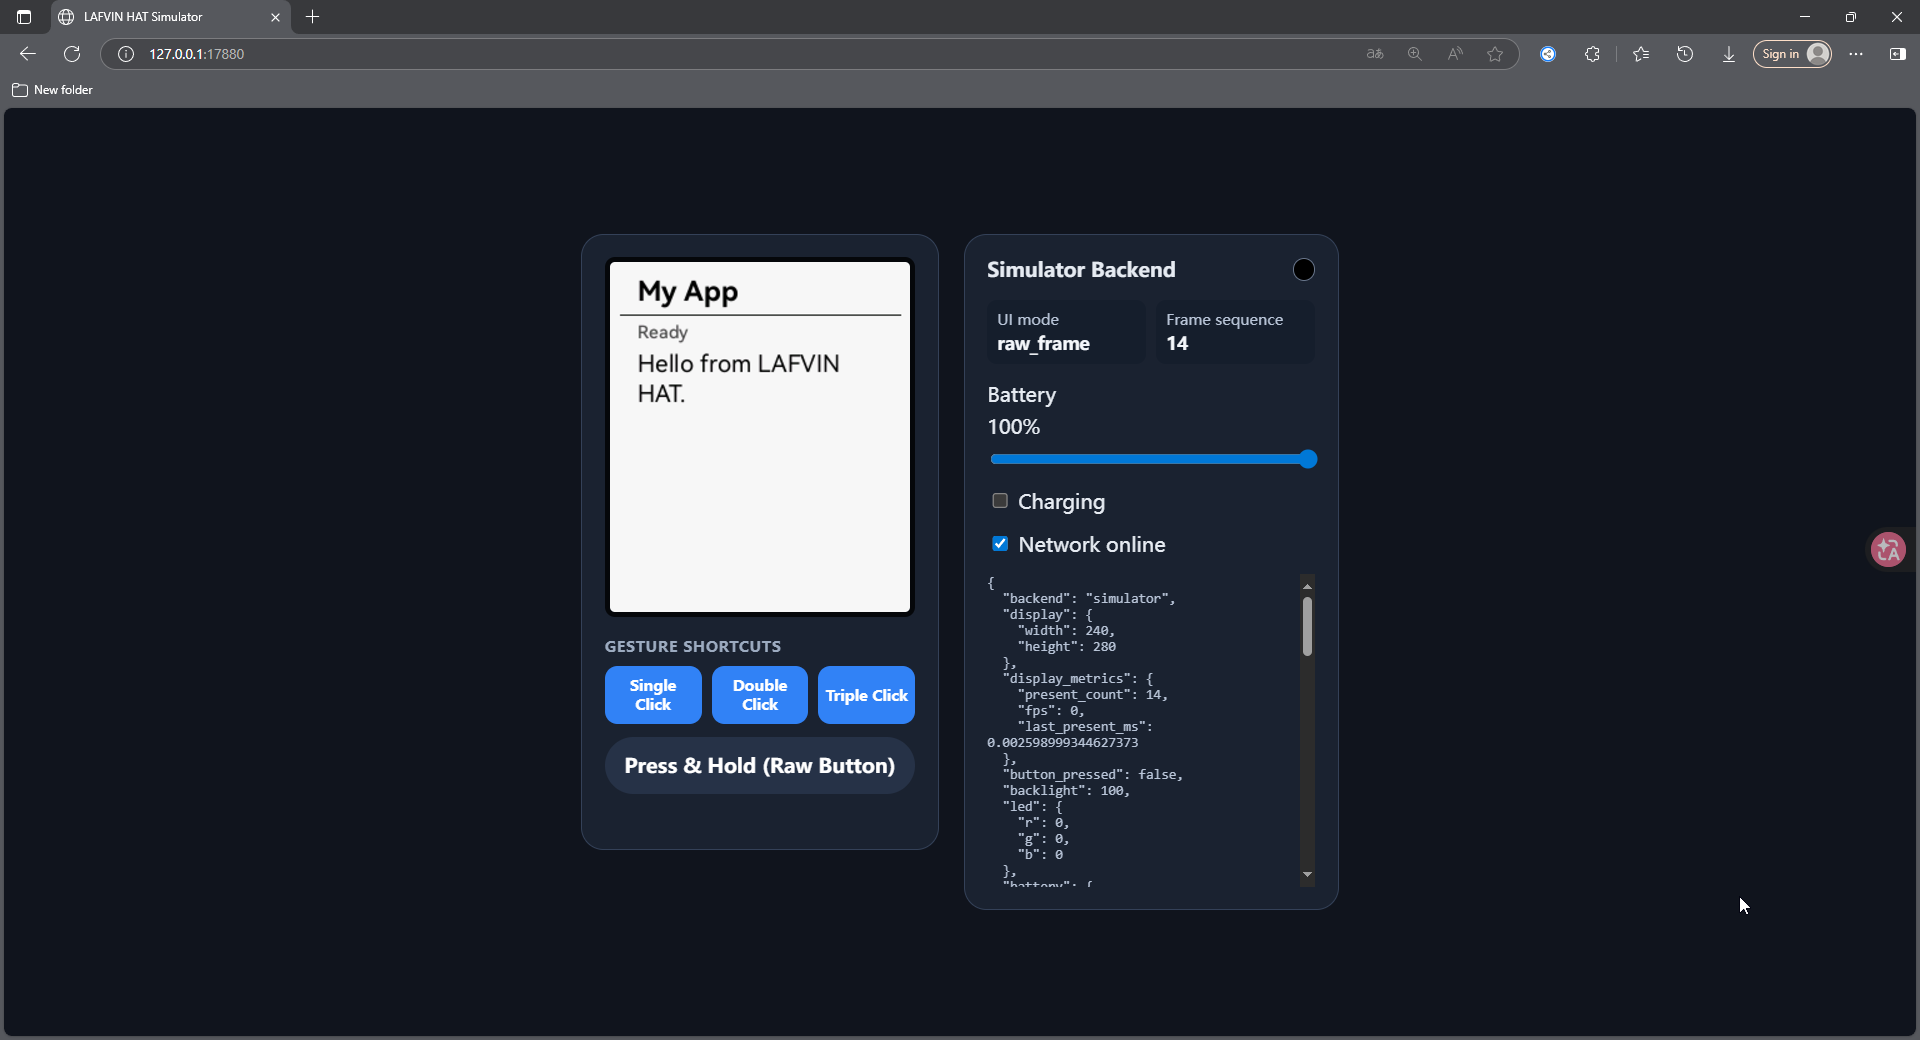 LAFVIN HAT Simulator
127.0.0.1:17880
Sign in
New folder
My App
Ready
Hello from LAFVIN
HAT.
GESTURE SHORTCUTS
Single
Click
Double
Click
Triple Click
Press & Hold (Raw Button)
Simulator Backend
UI mode
raw_frame
Frame sequence
14
Battery
100%
Charging
Network online
{
"backend": "simulator",
"display": {
"width": 240,
"height": 280
},
"display_metrics": {
"present_count": 14,
"fps": 0,
"last_present_ms":
0.002598999344627373
},
"button_pressed": false,
"backlight": 100,
"led": {
"r": 0,
"g": 0,
"b": 0
},
"battery": {